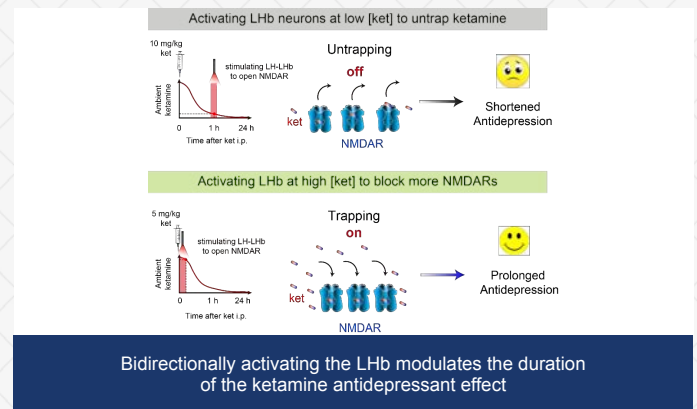 Activating LHb neurons at low [ket] to untrap ketamine
10 mg/kg
ket
stimulating LH-LHb
to open NMDAR
Ambient
ketamine
0 1 h 24 h
Time after ket i.p.
Untrapping
off
ket
NMDAR
Shortened
Antidepression
Activating LHb at high [ket] to block more NMDARs
5 mg/kg
ket
stimulating LH-LHb
to open NMDAR
Ambient
ketamine
0 1 h 24 h
Time after ket i.p.
Trapping
on
ket
NMDAR
Prolonged
Antidepression
Bidirectionally activating the LHb modulates the duration
of the ketamine antidepressant effect